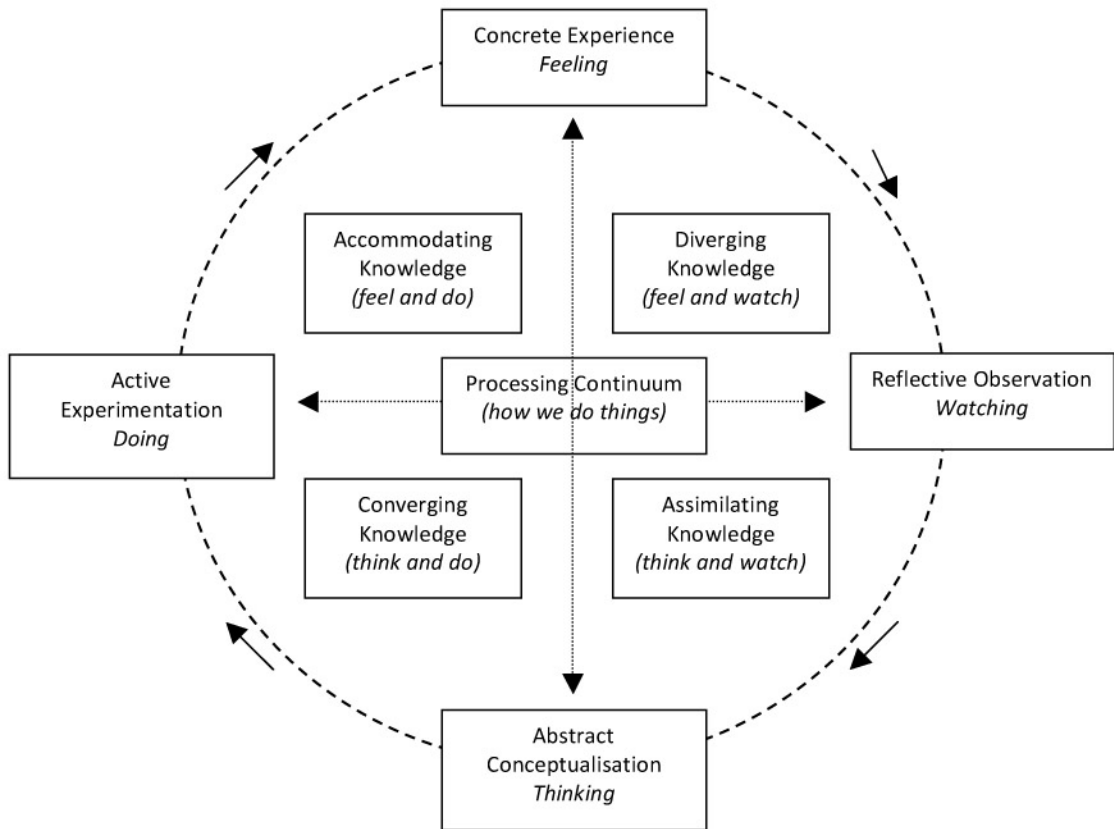 Concrete Experience
Feeling
Accommodating
Knowledge
(feel and do)
Diverging
Knowledge
(feel and watch)
Active
Experimentation
Doing
Processing Continuum
(how we do things)
Reflective Observation
Watching
Converging
Knowledge
(think and do)
Assimilating
Knowledge
(think and watch)
Abstract
Conceptualisation
Thinking